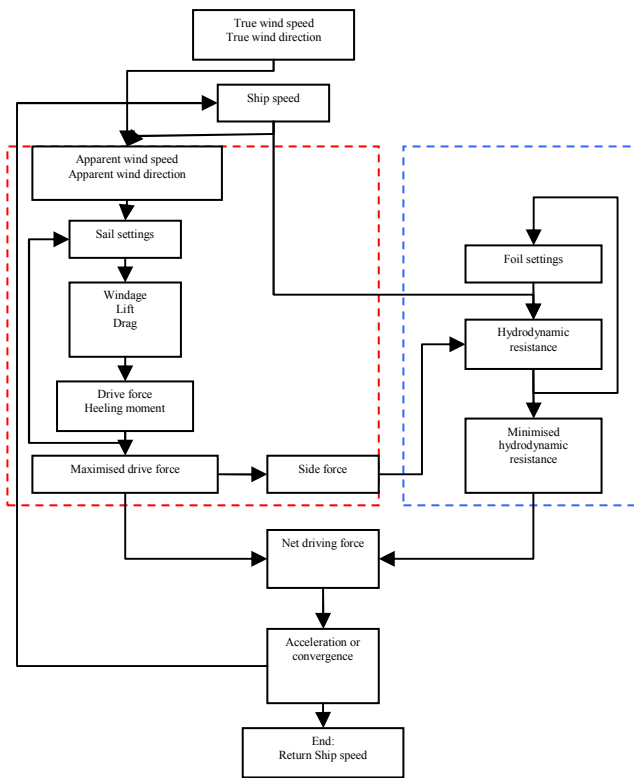 True wind speed
True wind direction
Ship speed
Apparent wind speed
Apparent wind direction
Sail settings
Foil settings
Windage
Lift
Drag
Hydrodynamic
resistance
Drive force
Heeling moment
Minimised
hydrodynamic
resistance
Maximised drive force
Side force
Net driving force
Acceleration or
convergence
End:
Return Ship speed